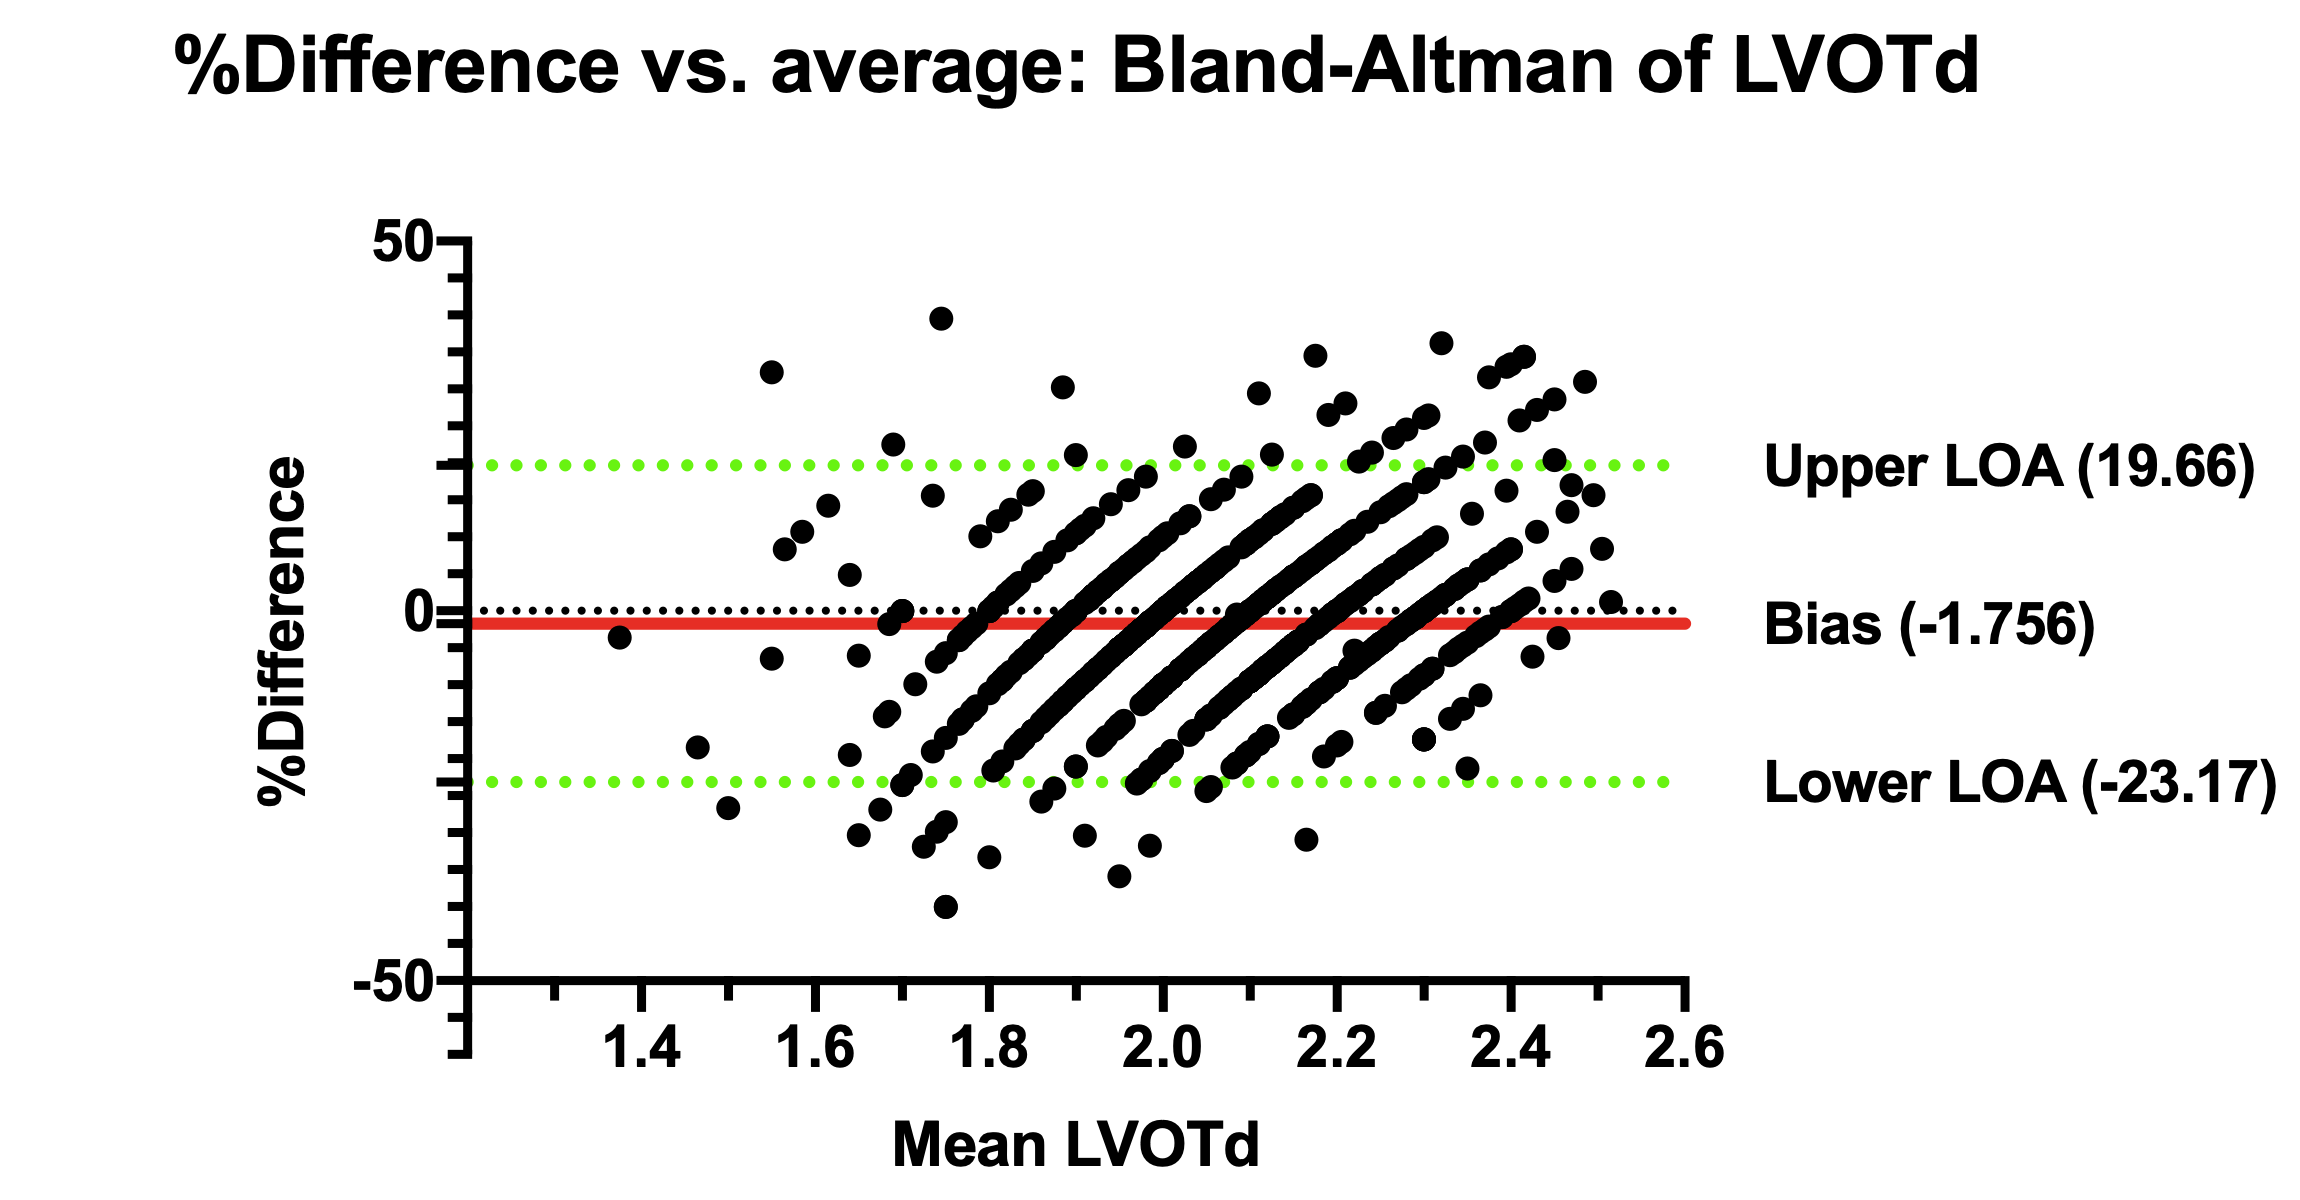 %Difference vs. average: Bland-Altman of LVOTd
50
Upper LOA (19.66)
0
Bias (-1.756)
%Difference
Lower LOA (-23.17)
-50
1.4 1.6 1.8 2.0 2.2 2.4 2.6
Mean LVOTd